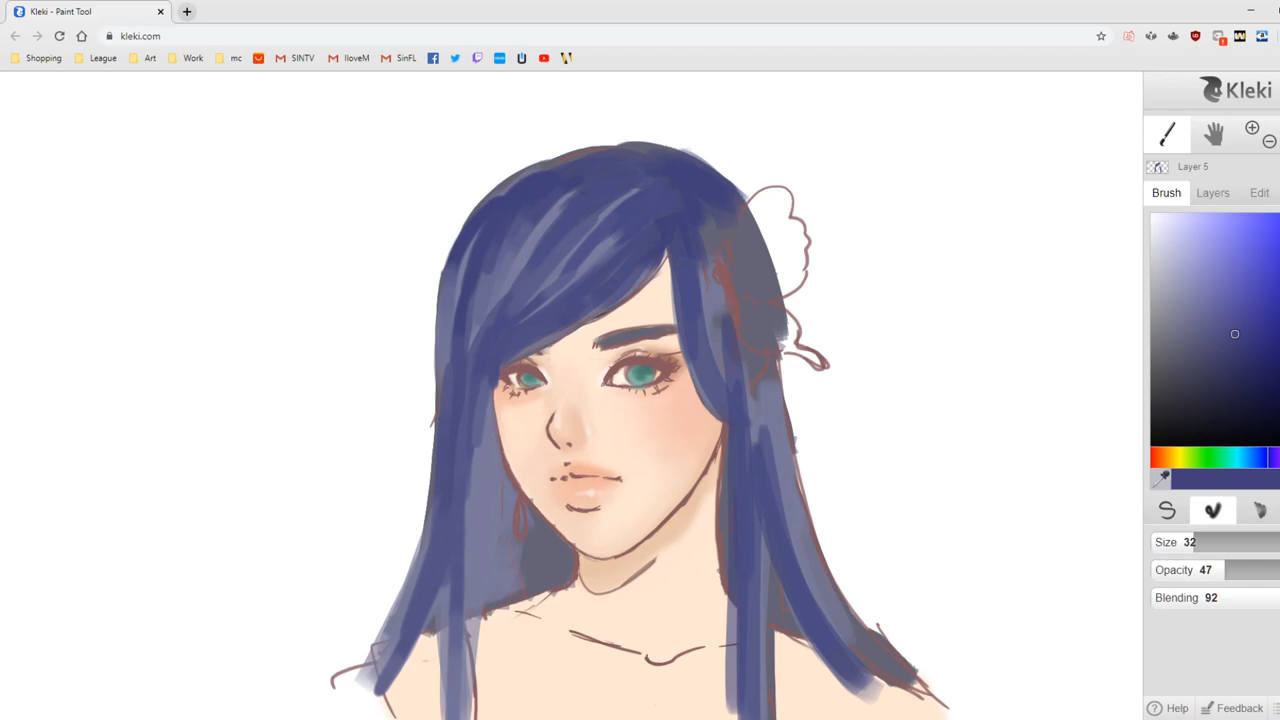 Kleki - Paint Tool
kleki.com
Shopping League Art Work mc SINTV IloveM SinFL
Kleki
Layer 5
Brush Layers Edit
Size 32
Opacity 47
Blending 92
Help Feedback